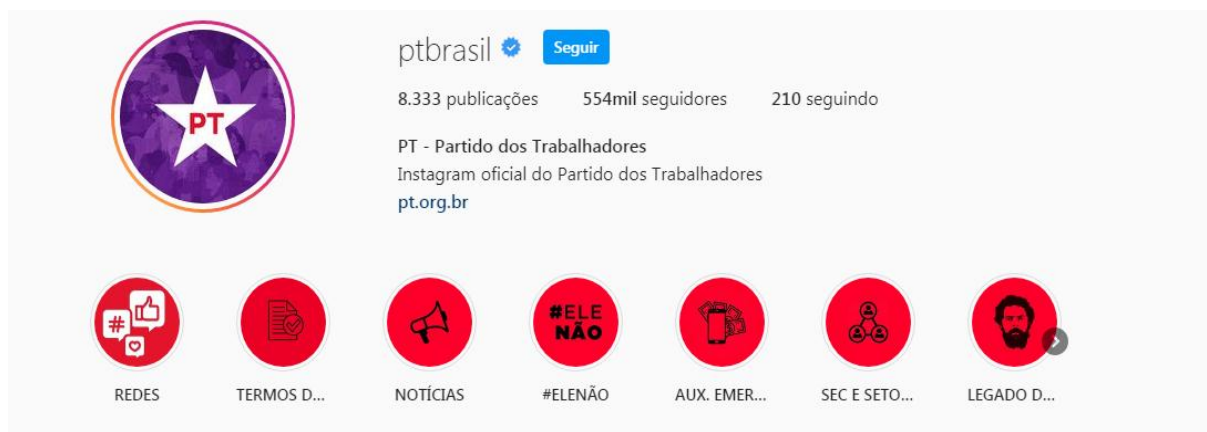 PT
ptbrasil Seguir
8.333 publicações 554mil seguidores 210 seguindo
PT - Partido dos Trabalhadores
Instagram oficial do Partido dos Trabalhadores
pt.org.br
#
#ELE
NÃO
REDES TERMOS D... NOTÍCIAS #ELENÃO AUX. EMER... SEC E SETO... LEGADO D...